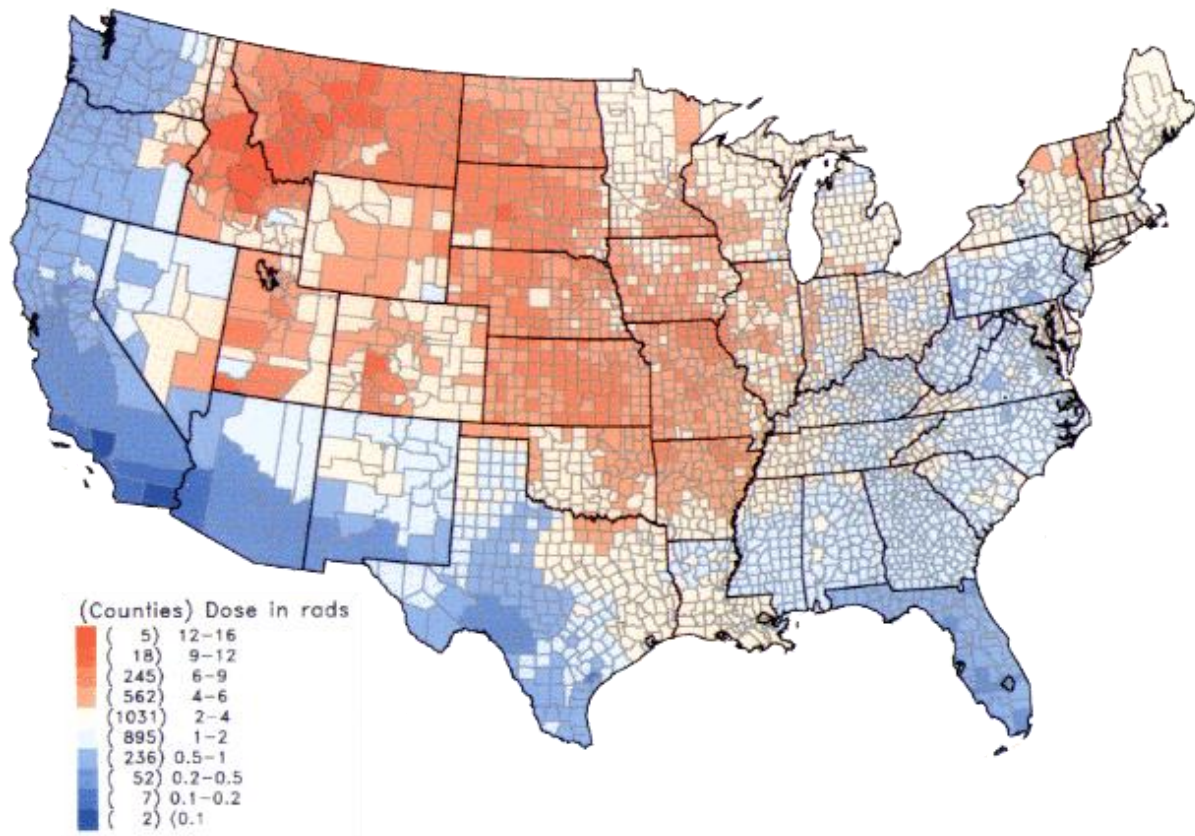 (Counties) Dose in rads
( 5) 12-16
( 18) 9-12
( 245) 6-9
( 562) 4-6
(1031) 2-4
( 895) 1-2
( 236) 0.5-1
( 52) 0.2-0.5
( 7) 0.1-0.2
( 2) <0.1